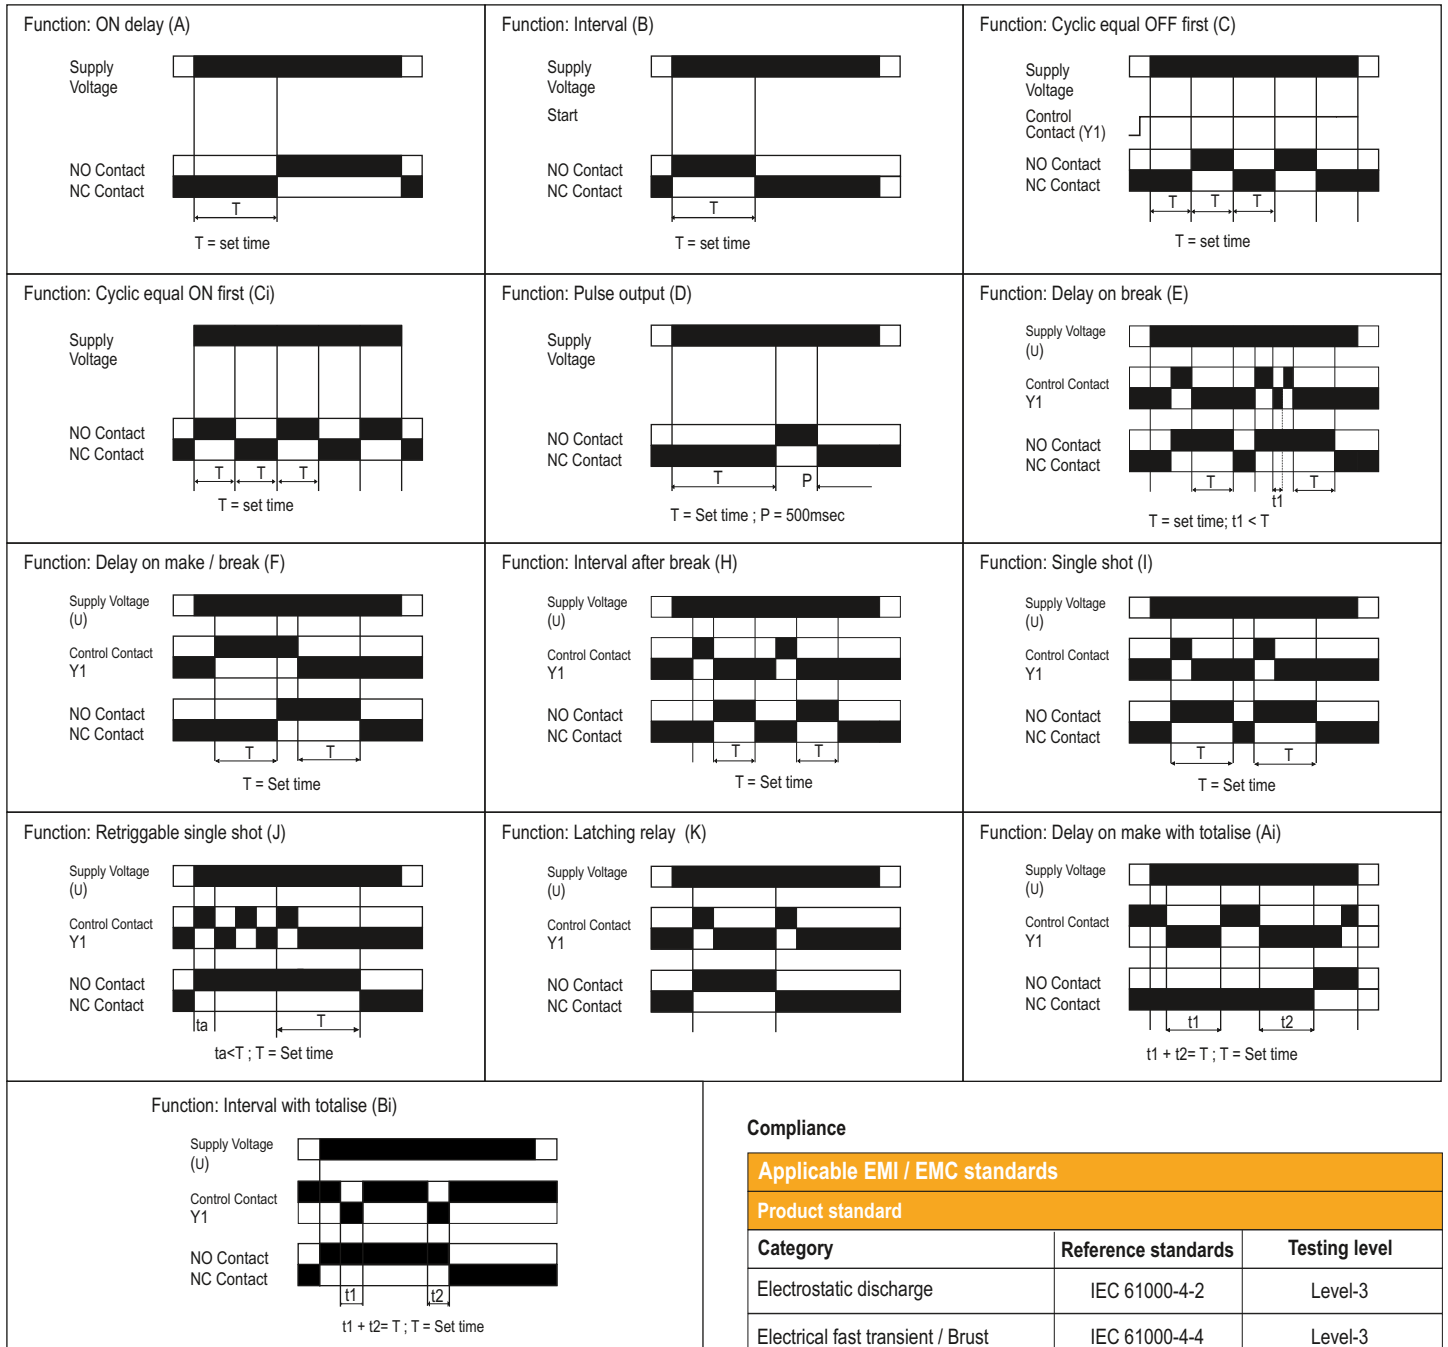 Function: ON delay (A)
Supply
Voltage
NO Contact
NC Contact
T
T = set time
Function: Interval (B)
Supply
Voltage
Start
NO Contact
NC Contact
T
T = set time
Function: Cyclic equal OFF first (C)
Supply
Voltage
Control
Contact (Y1)
NO Contact
NC Contact
T T T
T = set time
Function: Cyclic equal ON first (Ci)
Supply
Voltage
NO Contact
NC Contact
T T T
T = set time
Function: Pulse output (D)
Supply
Voltage
NO Contact
NC Contact
T P
T = Set time ; P = 500msec
Function: Delay on break (E)
Supply Voltage
(U)
Control Contact
Y1
NO Contact
NC Contact
T T
t1
T = set time; t1 < T
Function: Delay on make / break (F)
Supply Voltage
(U)
Control Contact
Y1
NO Contact
NC Contact
T T
T = Set time
Function: Interval after break (H)
Supply Voltage
(U)
Control Contact
Y1
NO Contact
NC Contact
T T
T = Set time
Function: Single shot (I)
Supply Voltage
(U)
Control Contact
Y1
NO Contact
NC Contact
T T
T = Set time
Function: Retriggable single shot (J)
Supply Voltage
(U)
Control Contact
Y1
NO Contact
NC Contact
ta T
ta<T ; T = Set time
Function: Latching relay (K)
Supply Voltage
(U)
Control Contact
Y1
NO Contact
NC Contact
Function: Delay on make with totalise (Ai)
Supply Voltage
(U)
Control Contact
Y1
NO Contact
NC Contact
t1 t2
t1 + t2= T ; T = Set time
Function: Interval with totalise (Bi)
Supply Voltage
(U)
Control Contact
Y1
NO Contact
NC Contact
t1 t2
t1 + t2= T ; T = Set time
Compliance
Applicable EMI / EMC standards
Product standard
Category Reference standards Testing level
Electrostatic discharge IEC 61000-4-2 Level-3
Electrical fast transient / Brust IEC 61000-4-4 Level-3